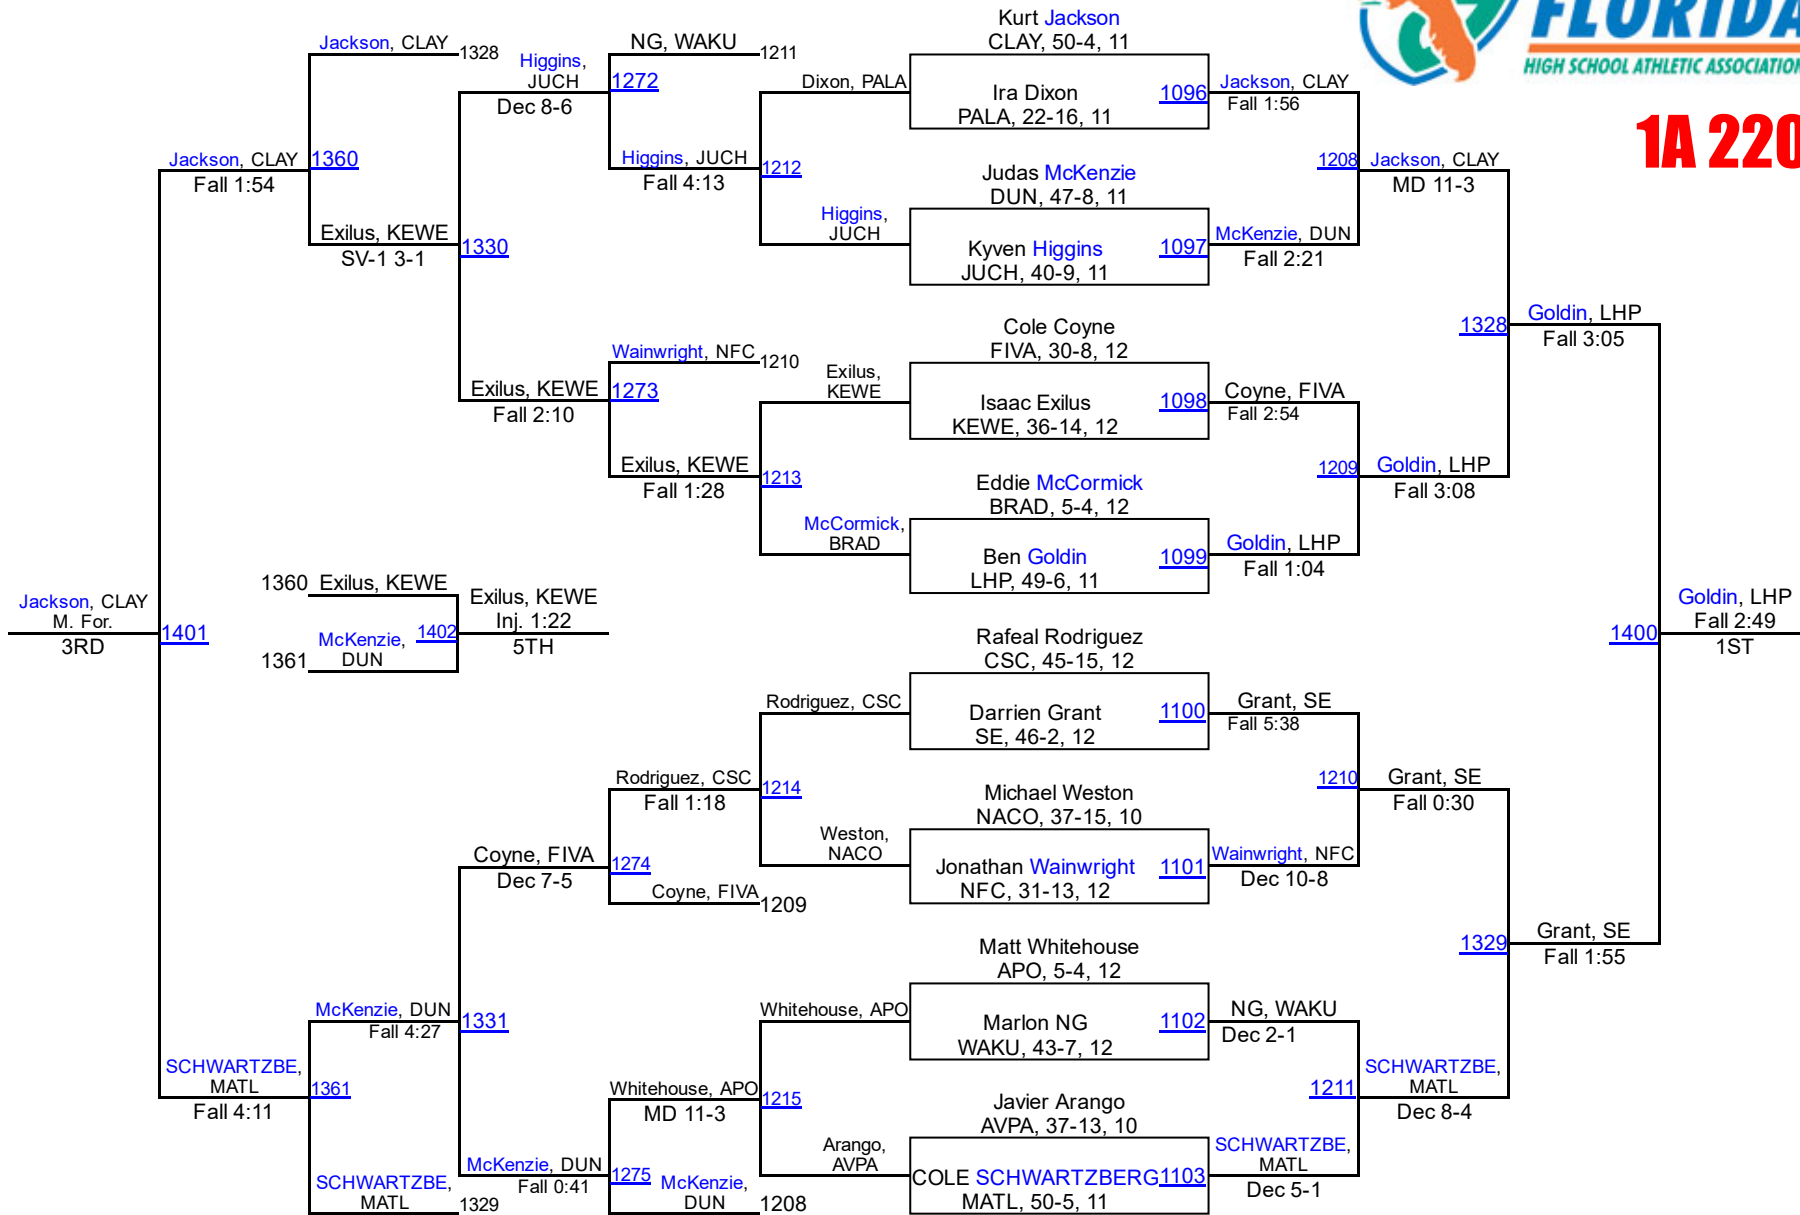 FLORIDA
HIGH SCHOOL ATHLETIC ASSOCIATION
1A 220
Jackson, CLAY
1328
Higgins,
JUCH
Dec 8-6
NG, WAKU
1211
1272
Dixon, PALA
Kurt Jackson
CLAY, 50-4, 11
Ira Dixon
PALA, 22-16, 11
1096
Jackson, CLAY
Fall 1:56
Jackson, CLAY
Fall 1:54
1360
Higgins, JUCH
Fall 4:13
1212
Judas McKenzie
DUN, 47-8, 11
1208
Jackson, CLAY
MD 11-3
Exilus, KEWE
SV-1 3-1
1330
Higgins,
JUCH
Kyven Higgins
JUCH, 40-9, 11
1097
McKenzie, DUN
Fall 2:21
Cole Coyne
FIVA, 30-8, 12
1328
Goldin, LHP
Fall 3:05
Wainwright, NFC
1210
Exilus, KEWE
Fall 2:10
1273
Exilus,
KEWE
Isaac Exilus
KEWE, 36-14, 12
1098
Coyne, FIVA
Fall 2:54
Exilus, KEWE
Fall 1:28
1213
Eddie McCormick
BRAD, 5-4, 12
1209
Goldin, LHP
Fall 3:08
McCormick,
BRAD
Ben Goldin
LHP, 49-6, 11
1099
Goldin, LHP
Fall 1:04
1360
Exilus, KEWE
Exilus, KEWE
Inj. 1:22
5TH
Jackson, CLAY
M. For.
3RD
1401
McKenzie,
DUN
1402
1361
Rafeal Rodriguez
CSC, 45-15, 12
1400
Goldin, LHP
Fall 2:49
1ST
Rodriguez, CSC
Darrien Grant
SE, 46-2, 12
1100
Grant, SE
Fall 5:38
Rodriguez, CSC
Fall 1:18
1214
Michael Weston
NACO, 37-15, 10
1210
Grant, SE
Fall 0:30
Coyne, FIVA
Dec 7-5
1274
Weston,
NACO
Jonathan Wainwright
NFC, 31-13, 12
1101
Wainwright, NFC
Dec 10-8
Coyne, FIVA
1209
Matt Whitehouse
APO, 5-4, 12
1329
Grant, SE
Fall 1:55
McKenzie, DUN
Fall 4:27
1331
Whitehouse, APO
Marlon NG
WAKU, 43-7, 12
1102
NG, WAKU
Dec 2-1
SCHWARTZBE,
MATL
Fall 4:11
1361
Whitehouse, APO
MD 11-3
1215
Javier Arango
AVPA, 37-13, 10
1211
SCHWARTZBE,
MATL
Dec 8-4
McKenzie, DUN
Fall 0:41
1275
Arango,
AVPA
COLE SCHWARTZBERG
MATL, 50-5, 11
1103
SCHWARTZBE,
MATL
Dec 5-1
SCHWARTZBE,
MATL
1329
McKenzie,
DUN
1208